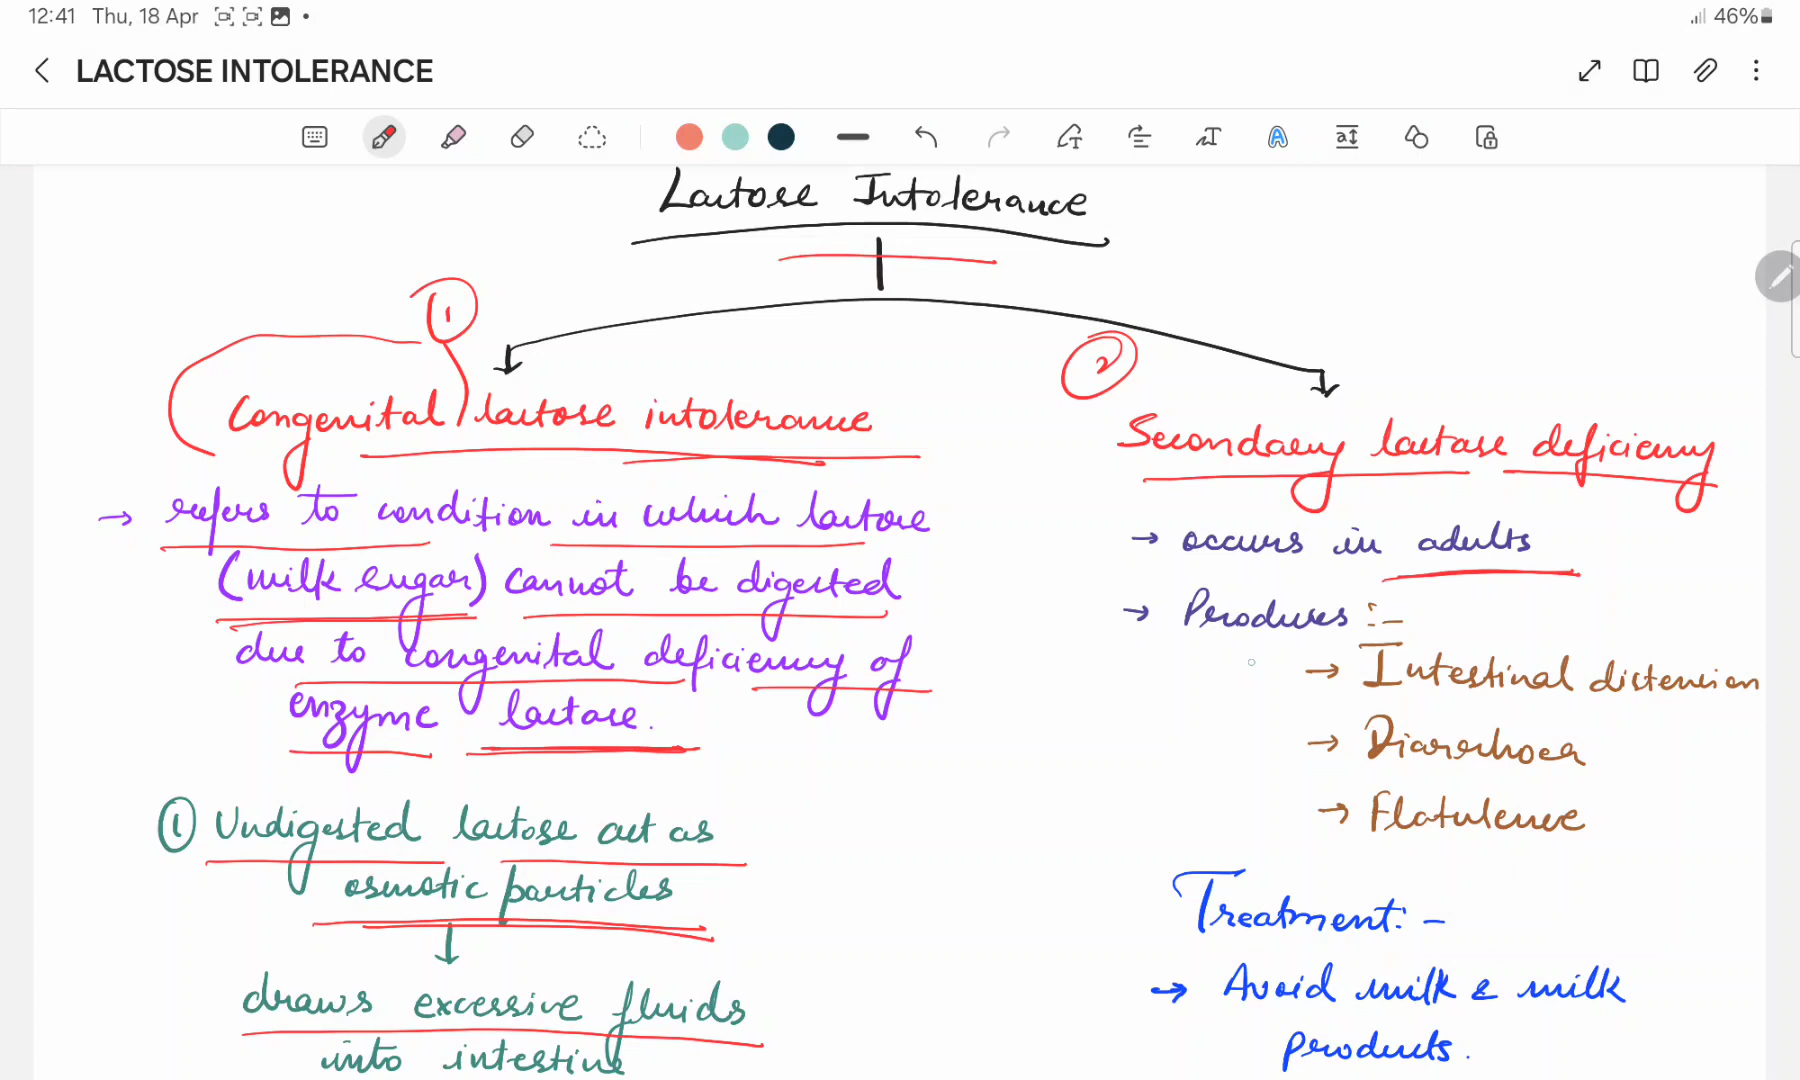 12:41 Thu, 18 Apr
46%
LACTOSE INTOLERANCE
Lactose Intolerance
1
Congenital lactose intolerance
→ refers to condition in which lactose
(milk sugar) cannot be digested
due to congenital deficiency of
enzyme lactase.
① Undigested lactose act as
osmotic particles
↓
draws excessive fluids
into intestine
2
Secondary lactase deficiency
→ occurs in adults
→ Produces :-
→ Intestinal distension
→ Diarrhoea
→ Flatulence
Treatment: -
→ Avoid milk & milk
products.